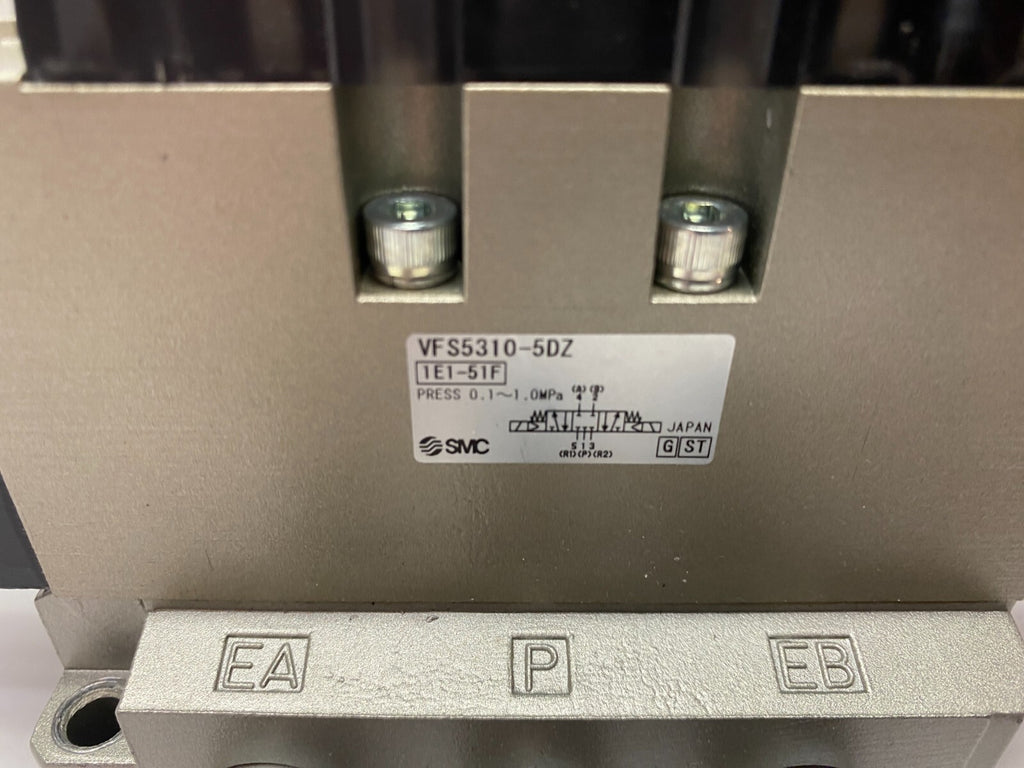 VFS5310-5DZ
1E1-51F
PRESS 0.1～1.0MPa
(A) (B)
4 2
JAPAN
5 1 3
(R1) (P) (R2)
SMC
G ST
EA P EB